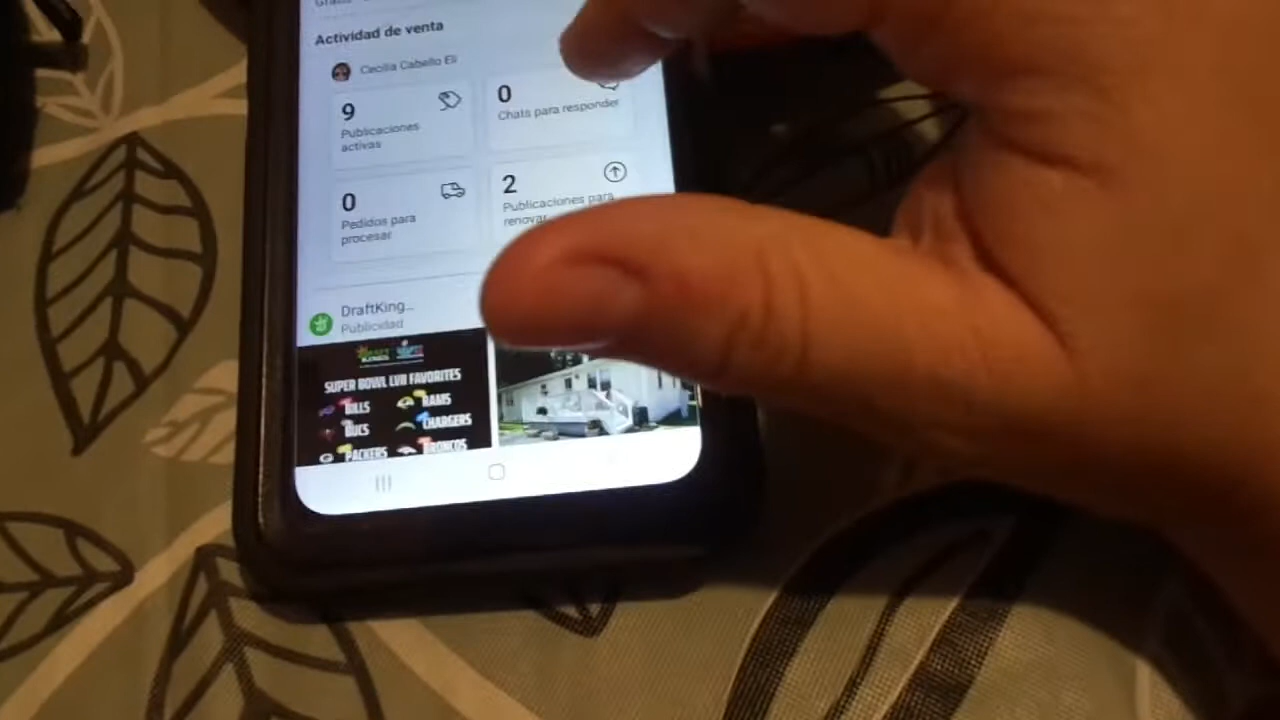 Actividad de venta
Cecilia Cabello Eli
9
Publicaciones
activas
0
Chats para responder
0
Pedidos para
procesar
2
Publicaciones para
renovar
DraftKing...
Publicidad
SUPER BOWL LVII FAVORITES
BILLS
RAMS
BUCS
CHARGERS
PACKERS
BRONCOS